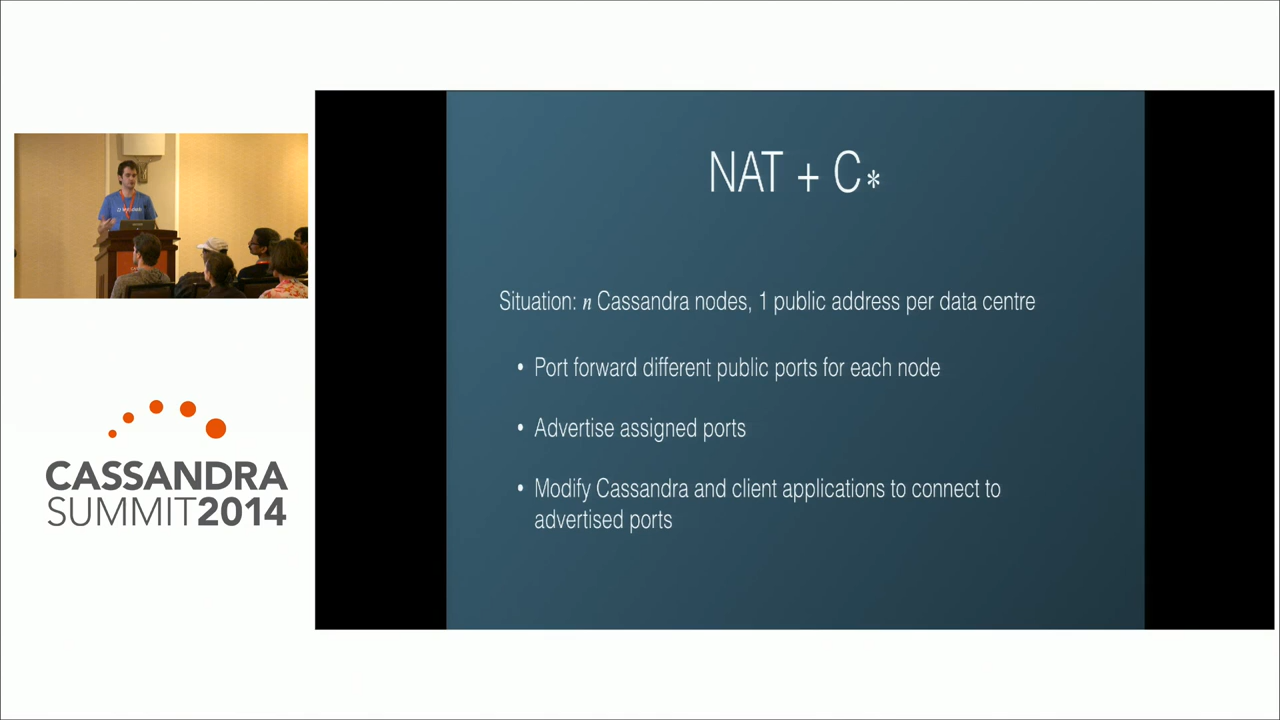 NAT + C*
Situation: n Cassandra nodes, 1 public address per data centre
• Port forward different public ports for each node
• Advertise assigned ports
• Modify Cassandra and client applications to connect to
advertised ports
CASSANDRA
SUMMIT2014